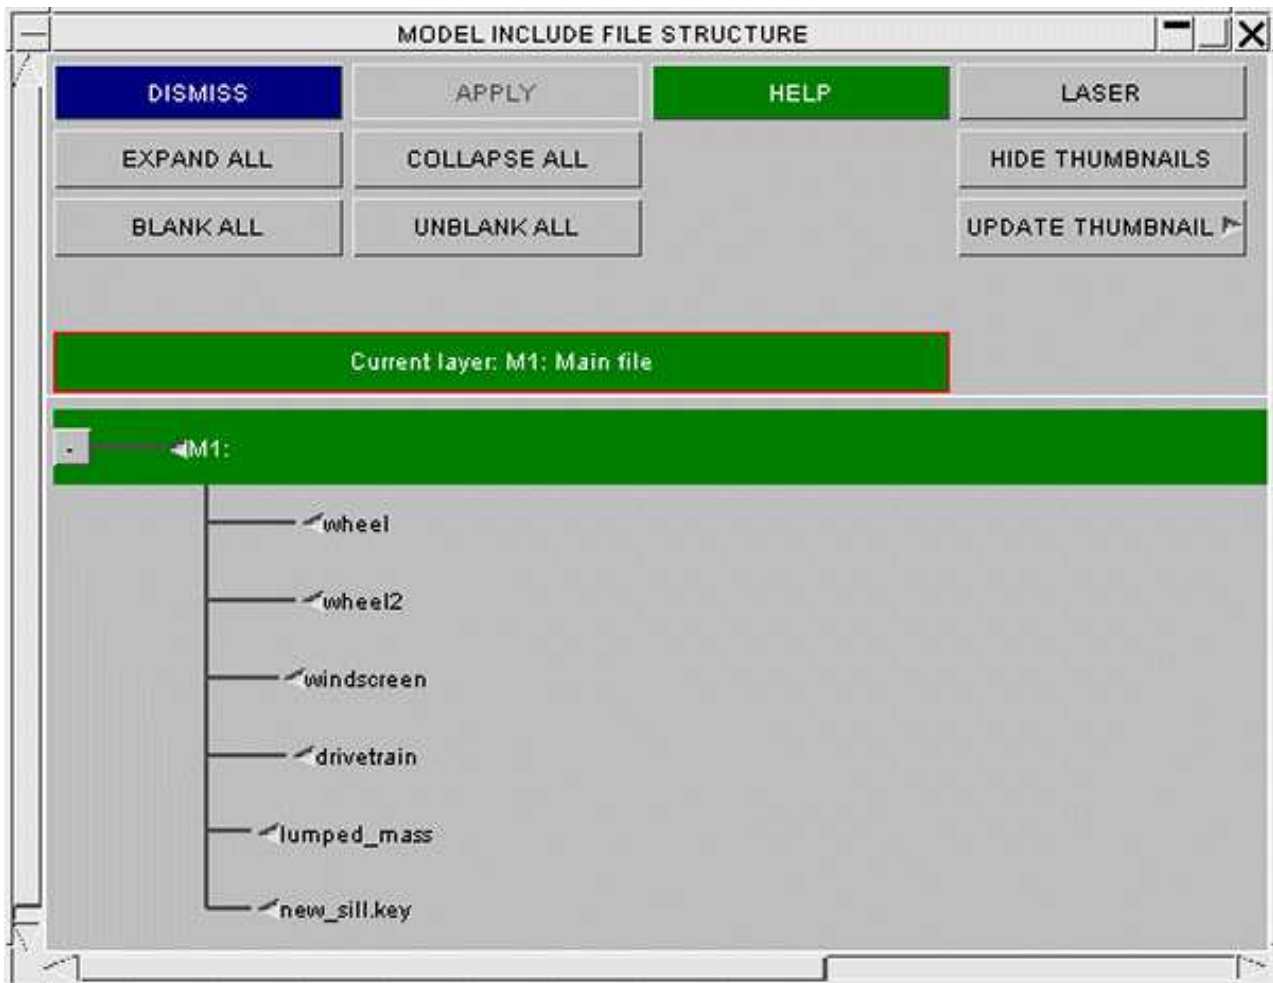 MODEL INCLUDE FILE STRUCTURE
DISMISS APPLY HELP LASER
EXPAND ALL COLLAPSE ALL HIDE THUMBNAILS
BLANK ALL UNBLANK ALL UPDATE THUMBNAIL
Current layer: M1: Main file
- M1:
wheel
wheel2
windscreen
drivetrain
lumped_mass
new_sill.key